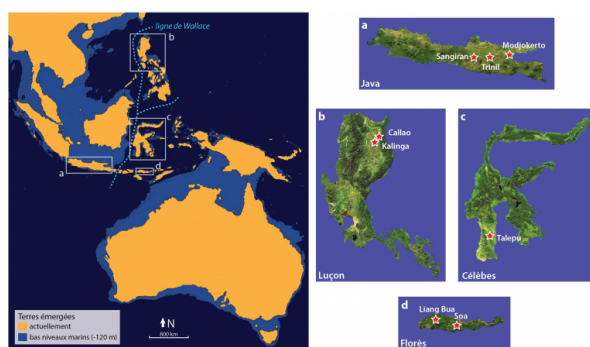 ligne de Wallace
b
c
d
a
Terres émergées
actuellement
bas niveaux marins (-120 m)
N
800 km
a
Modjokerto
Sangiran
Trinil
Java
b
Callao
Kalinga
Luçon
c
Talepu
Célèbes
d
Liang Bua
Soa
Florès